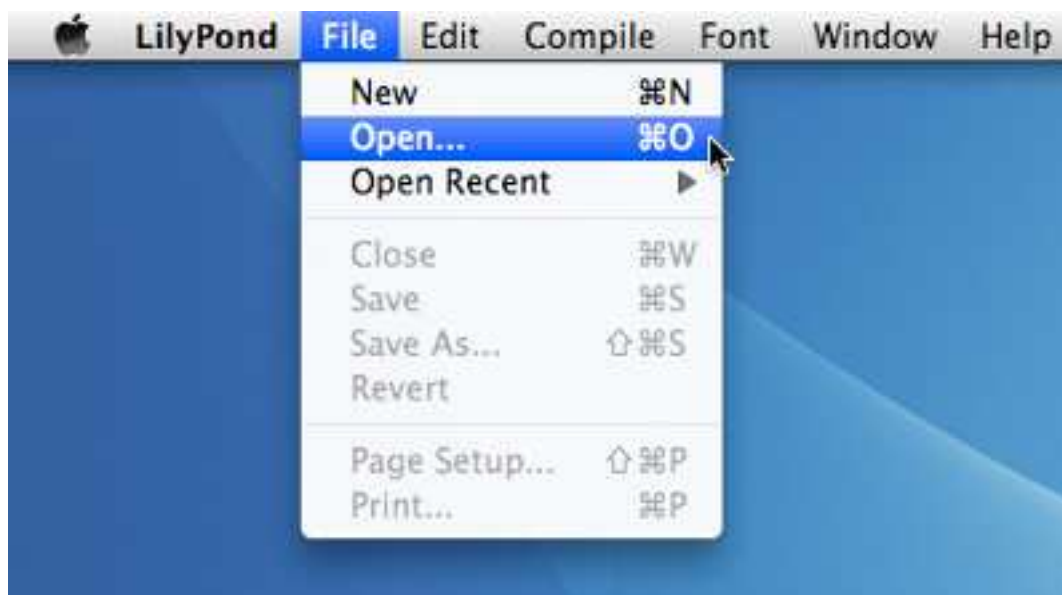 LilyPond File Edit Compile Font Window Help
New ⌘N
Open... ⌘O
Open Recent ▶
Close ⌘W
Save ⌘S
Save As... ⇧⌘S
Revert
Page Setup... ⇧⌘P
Print... ⌘P